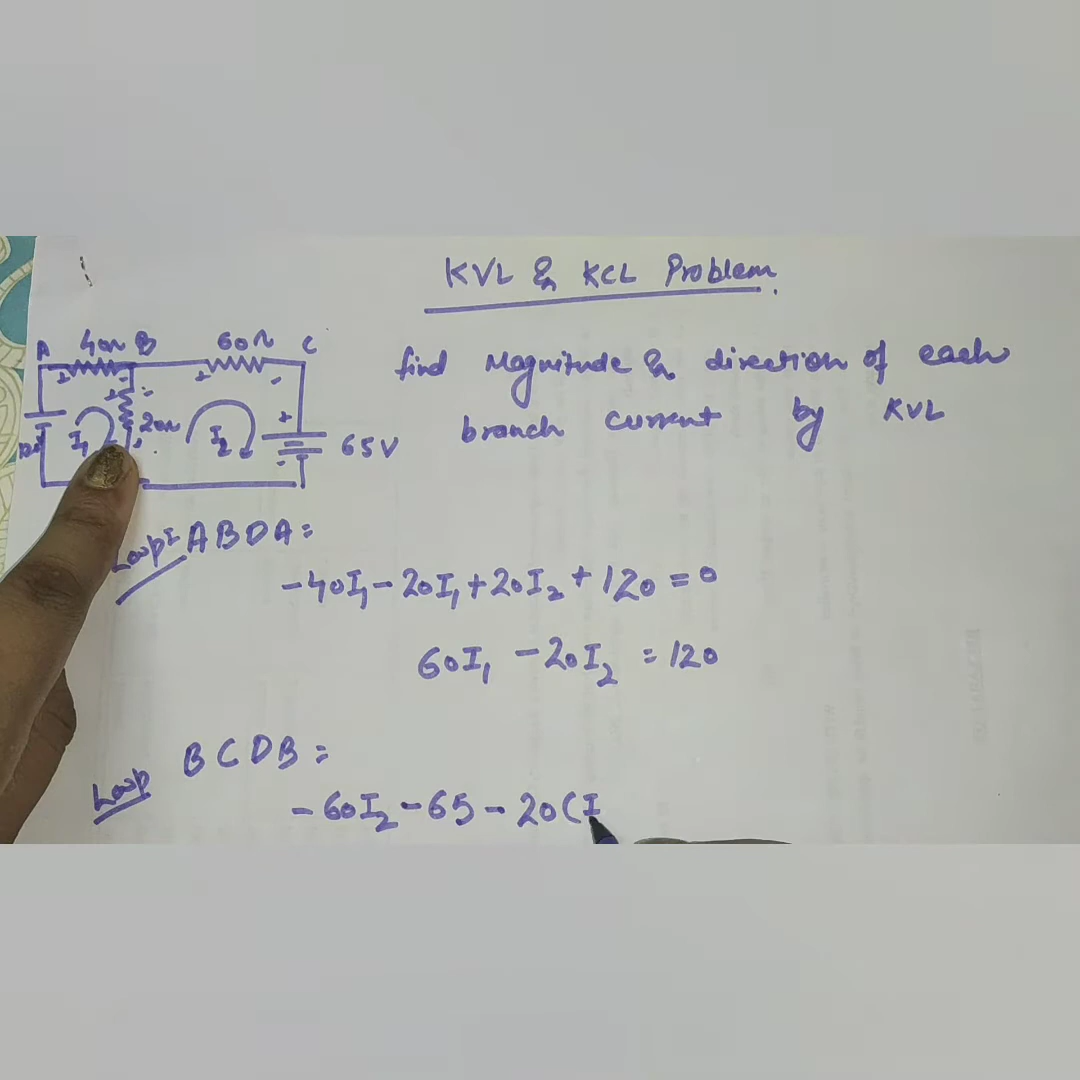 KVL & KCL Problem.
A 40Ω B 60Ω C
find Magnitude & direction of each
branch current by KVL
+ - + -
20Ω
I1 I2
+ - 65V
Loop ABDA:
-40I1 - 20I1 + 20I2 + 120 = 0
60I1 - 20I2 = 120
Loop BCDB =
-60I2 - 65 - 20(I